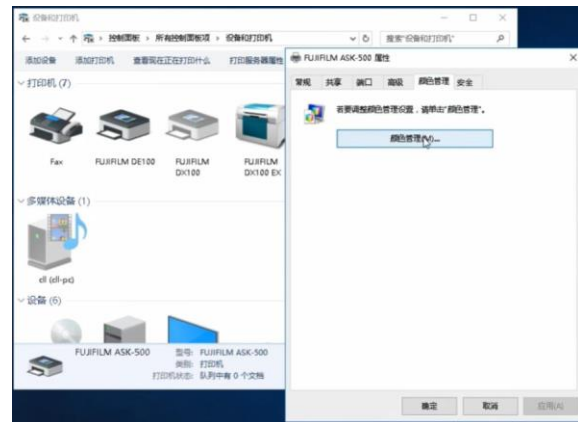 设备和打印机
控制面板 › 所有控制面板项 › 设备和打印机
搜索"设备和打印机"
添加设备 添加打印机 查看现在正在打印什么 打印服务器属性
打印机 (7)
Fax
FUJIFILM DE100
FUJIFILM DX100
FUJIFILM DX100 EX
多媒体设备 (1)
cll (cll-pc)
设备 (6)
FUJIFILM ASK-500
型号: FUJIFILM ASK-500
类别: 打印机
打印机状态: 队列中有 0 个文档
FUJIFILM ASK-500 属性
常规 共享 端口 高级 颜色管理 安全
若要调整颜色管理设置，请单击"颜色管理"。
颜色管理(M)...
确定 取消 应用(A)